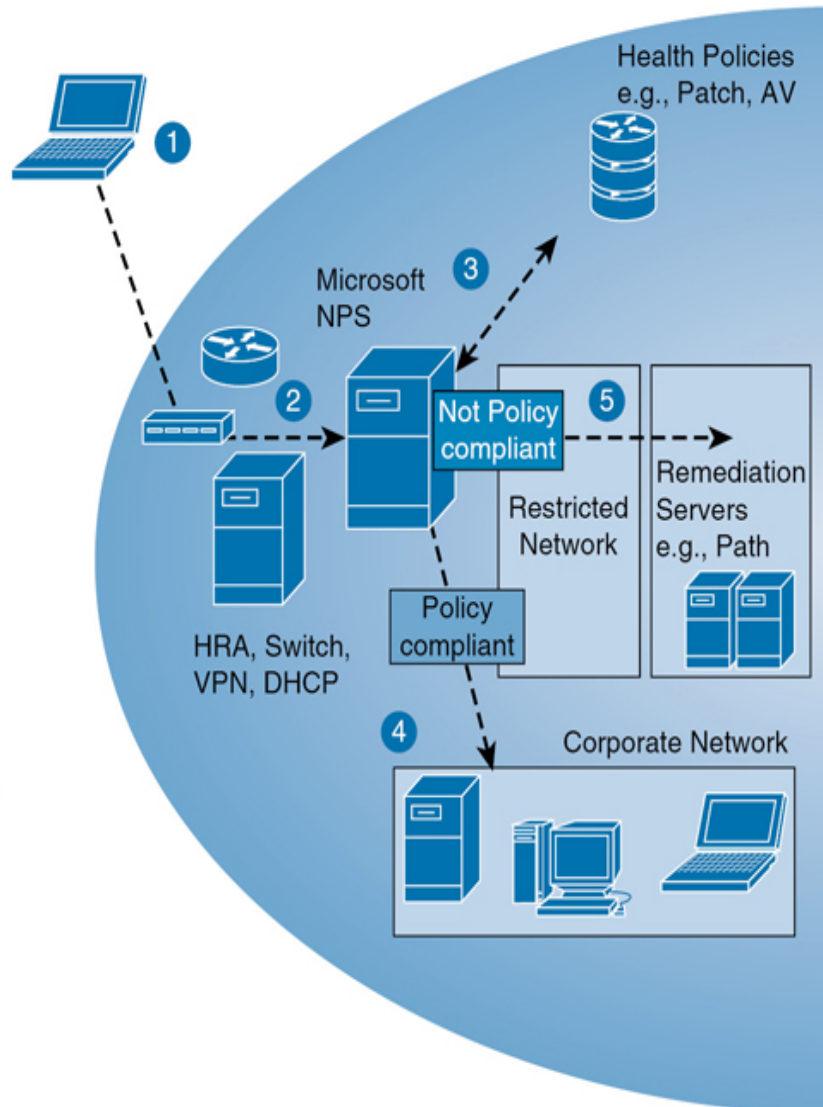 Health Policies
e.g., Patch, AV
1
3
Microsoft
NPS
2
Not Policy
compliant
5
Restricted
Network
Remediation
Servers
e.g., Path
Policy
compliant
HRA, Switch,
VPN, DHCP
4
Corporate Network